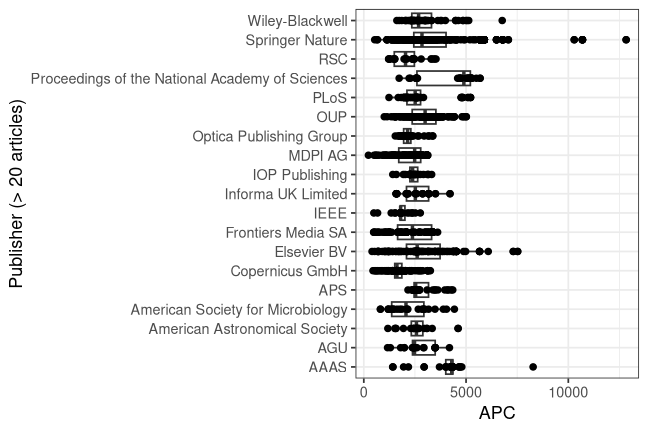 Publisher (> 20 articles)
Wiley-Blackwell
Springer Nature
RSC
Proceedings of the National Academy of Sciences
PLoS
OUP
Optica Publishing Group
MDPI AG
IOP Publishing
Informa UK Limited
IEEE
Frontiers Media SA
Elsevier BV
Copernicus GmbH
APS
American Society for Microbiology
American Astronomical Society
AGU
AAAS
0 5000 10000
APC